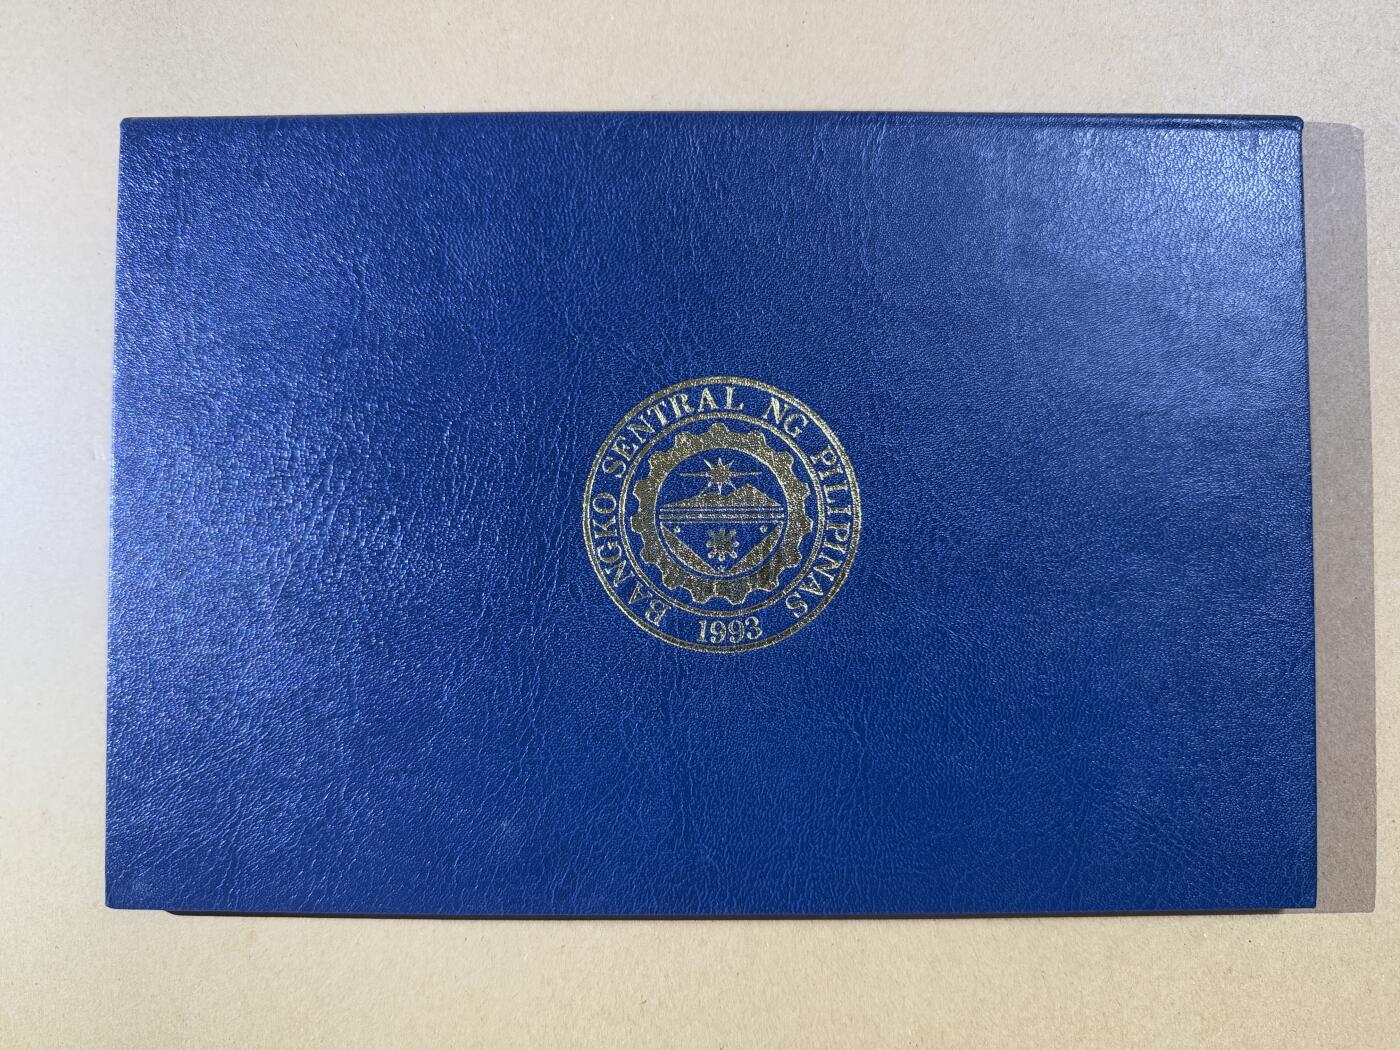 BANGKO SENTRAL NG PILIPINAS
1993